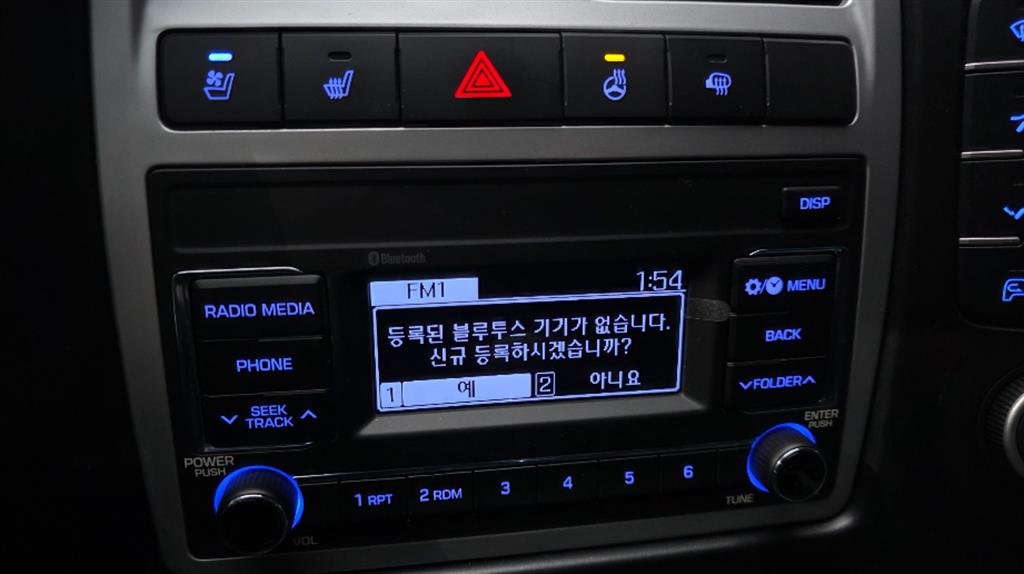 DISP
Bluetooth
FM1 1:54
등록된 블루투스 기기가 없습니다.
신규 등록하시겠습니까?
1 예 2 아니요
RADIO MEDIA
PHONE
SEEK
TRACK
MENU
BACK
FOLDER
POWER
PUSH
VOL
1 RPT 2 RDM 3 4 5 6
ENTER
PUSH
TUNE